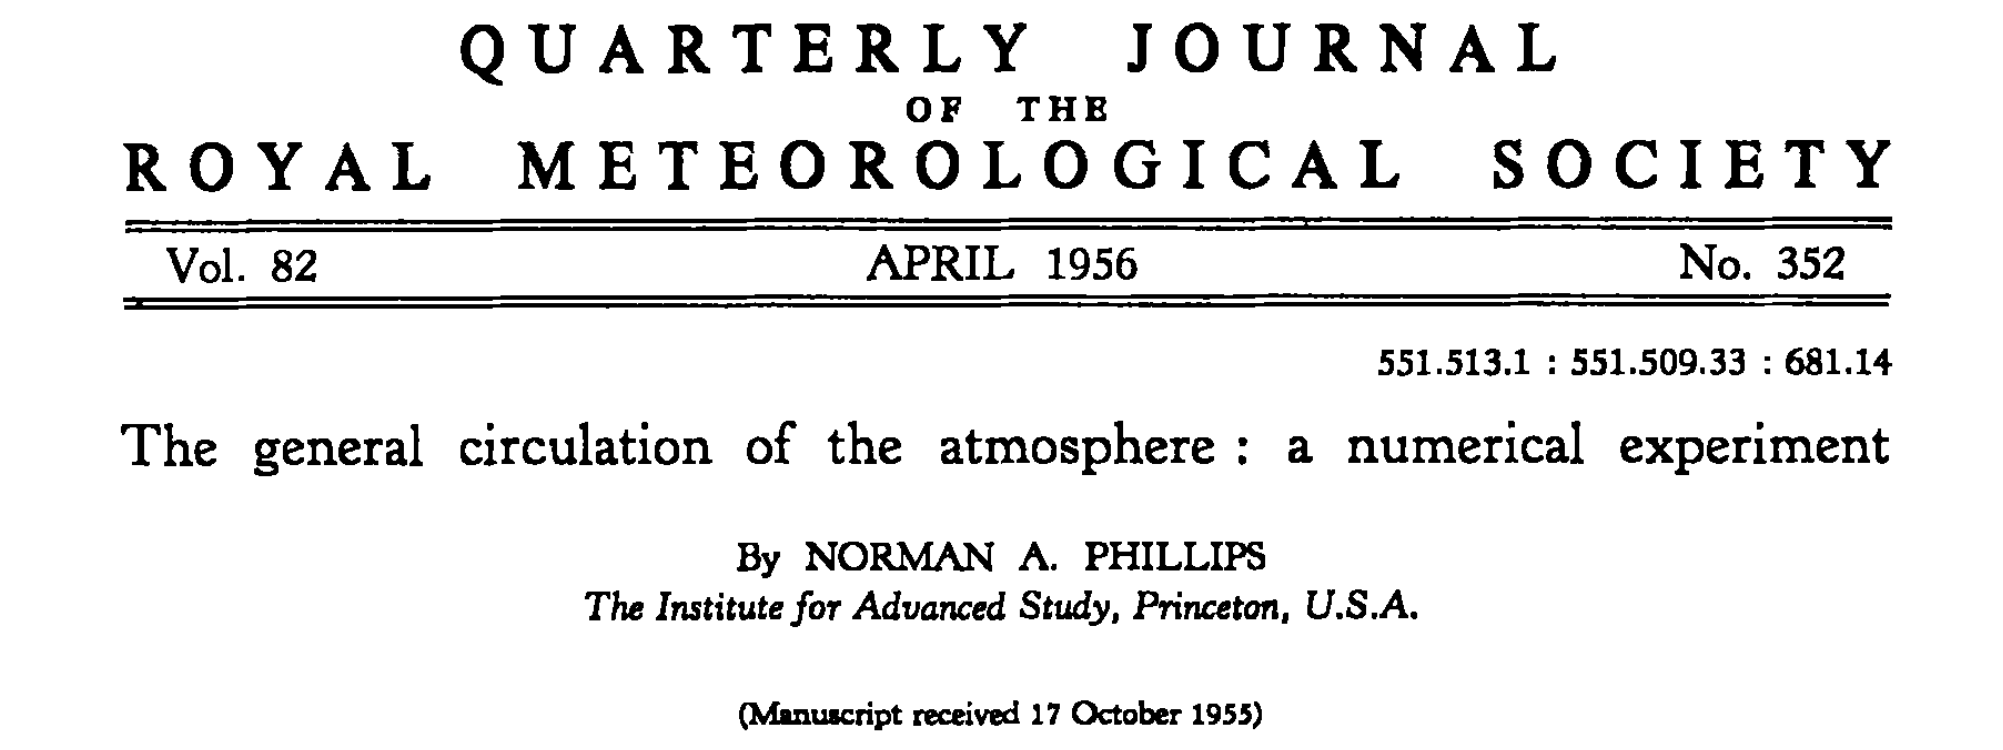 QUARTERLY JOURNAL
OF THE
ROYAL METEOROLOGICAL SOCIETY
Vol. 82 APRIL 1956 No. 352
551.513.1 : 551.509.33 : 681.14
The general circulation of the atmosphere : a numerical experiment
By NORMAN A. PHILLIPS
The Institute for Advanced Study, Princeton, U.S.A.
(Manuscript received 17 October 1955)